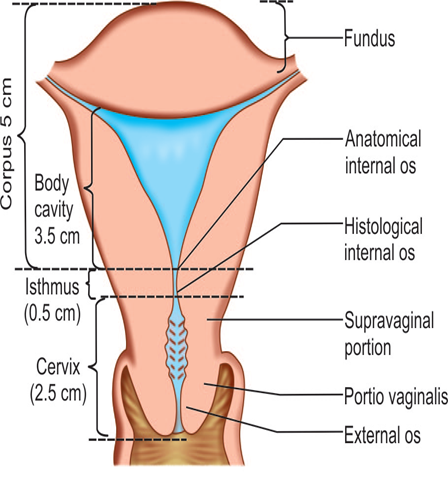 Fundus
Corpus 5 cm
Anatomical
internal os
Body
cavity
3.5 cm
Histological
internal os
Isthmus
(0.5 cm)
Supravaginal
portion
Cervix
(2.5 cm)
Portio vaginalis
External os